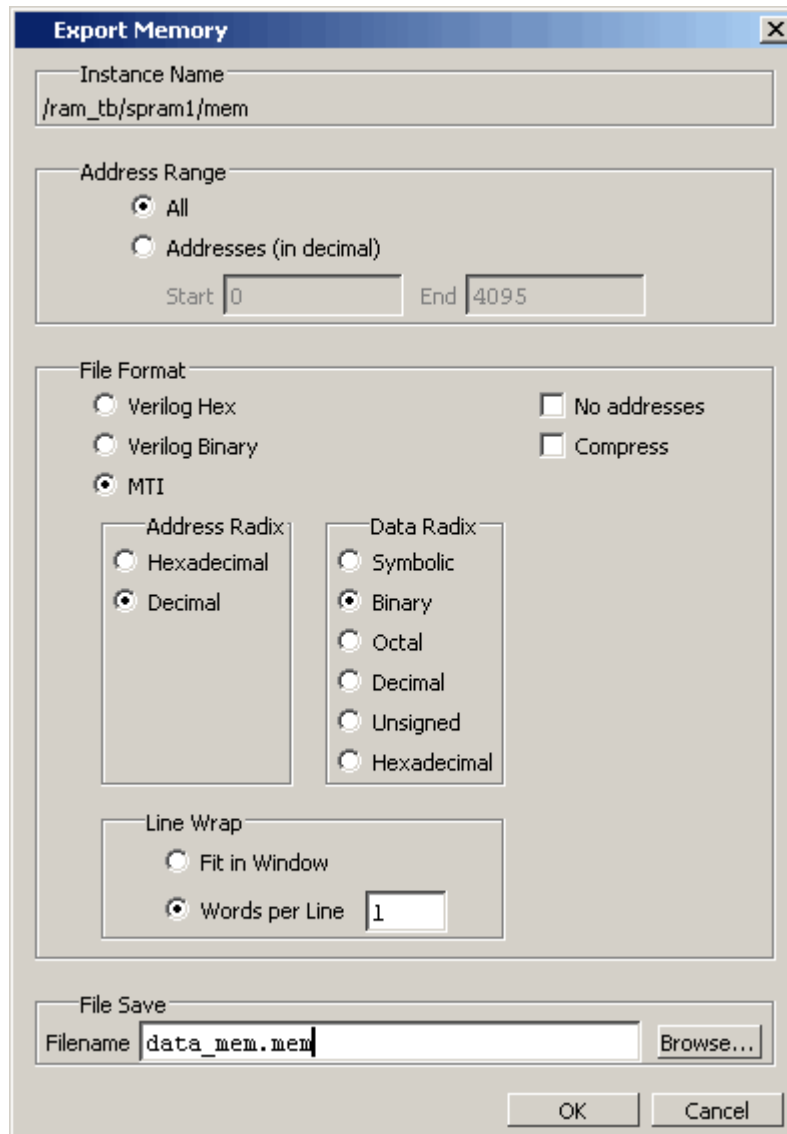 Export Memory
Instance Name
/ram_tb/spram1/mem
Address Range
All
Addresses (in decimal)
Start 0 End 4095
File Format
Verilog Hex No addresses
Verilog Binary Compress
MTI
Address Radix Data Radix
Hexadecimal Symbolic
Decimal Binary
Octal
Decimal
Unsigned
Hexadecimal
Line Wrap
Fit in Window
Words per Line 1
File Save
Filename data_mem.mem Browse...
OK Cancel